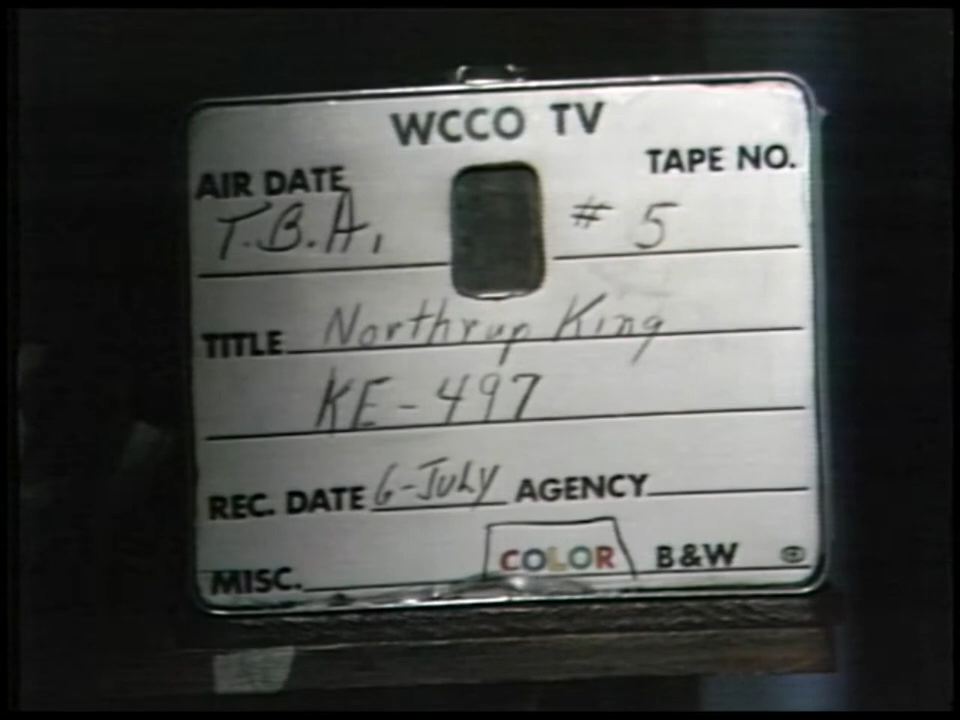 WCCO TV
AIR DATE TAPE NO.
T.B.A. # 5
TITLE Northrup King
KE-497
REC. DATE 6-July AGENCY
MISC. COLOR B&W